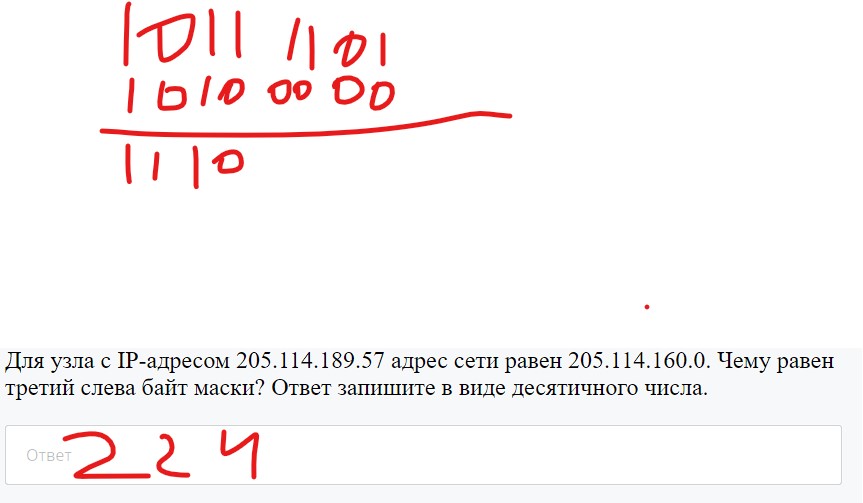 1011 1101
1010 0000
1110
Для узла с IP-адресом 205.114.189.57 адрес сети равен 205.114.160.0. Чему равен
третий слева байт маски? Ответ запишите в виде десятичного числа.
Ответ 224